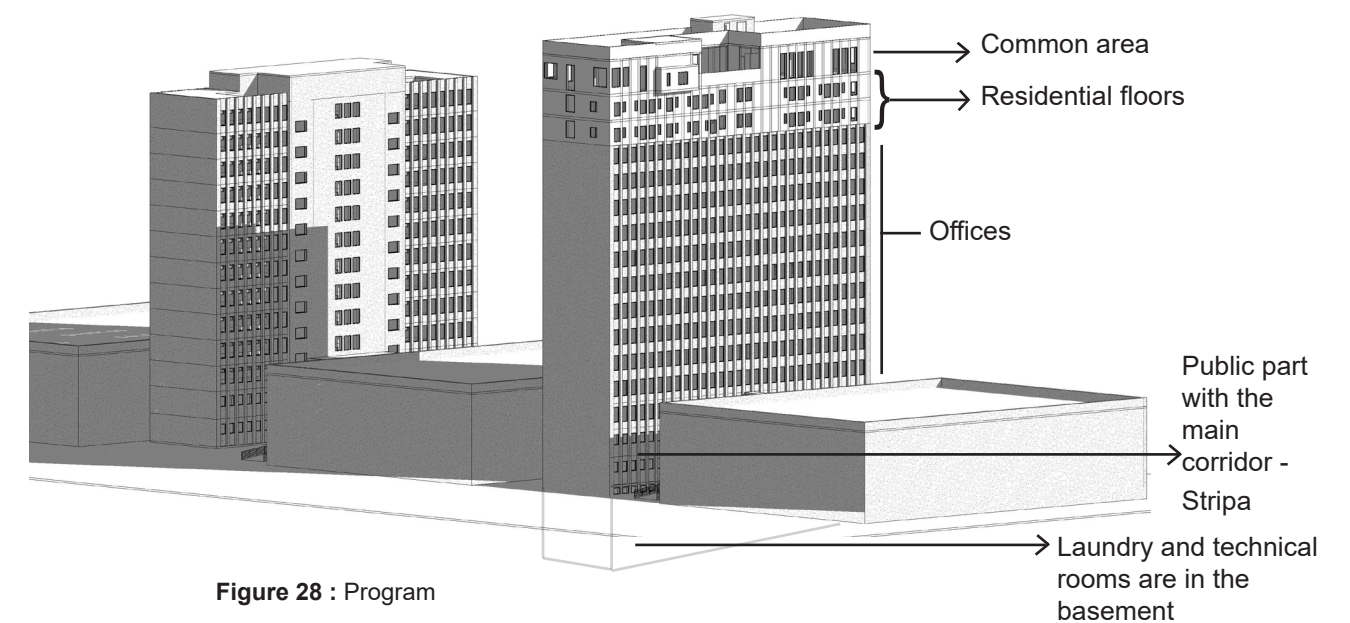 Common area
Residential floors
Offices
Public part
with the
main
corridor -
Stripa
Laundry and technical
rooms are in the
basement
Figure 28 : Program